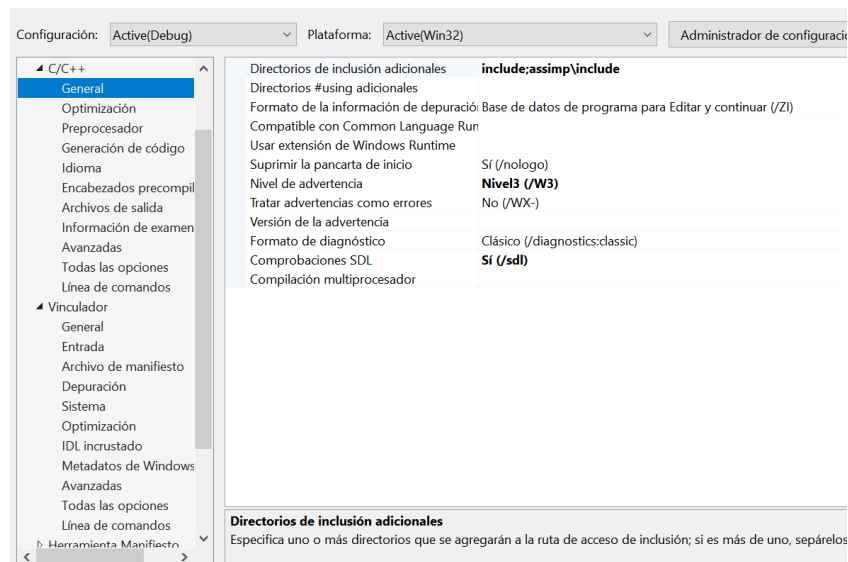 Configuración: Active(Debug) Plataforma: Active(Win32) Administrador de configuració
C/C++
General
Optimización
Preprocesador
Generación de código
Idioma
Encabezados precompil
Archivos de salida
Información de examen
Avanzadas
Todas las opciones
Línea de comandos
Vinculador
General
Entrada
Archivo de manifiesto
Depuración
Sistema
Optimización
IDL incrustado
Metadatos de Windows
Avanzadas
Todas las opciones
Línea de comandos
Herramienta Manifiesto
Directorios de inclusión adicionales include;assimp\include
Directorios #using adicionales
Formato de la información de depuració Base de datos de programa para Editar y continuar (/ZI)
Compatible con Common Language Run
Usar extensión de Windows Runtime
Suprimir la pancarta de inicio Sí (/nologo)
Nivel de advertencia Nivel3 (/W3)
Tratar advertencias como errores No (/WX-)
Versión de la advertencia
Formato de diagnóstico Clásico (/diagnostics:classic)
Comprobaciones SDL Sí (/sdl)
Compilación multiprocesador
Directorios de inclusión adicionales
Especifica uno o más directorios que se agregarán a la ruta de acceso de inclusión; si es más de uno, sepárelos